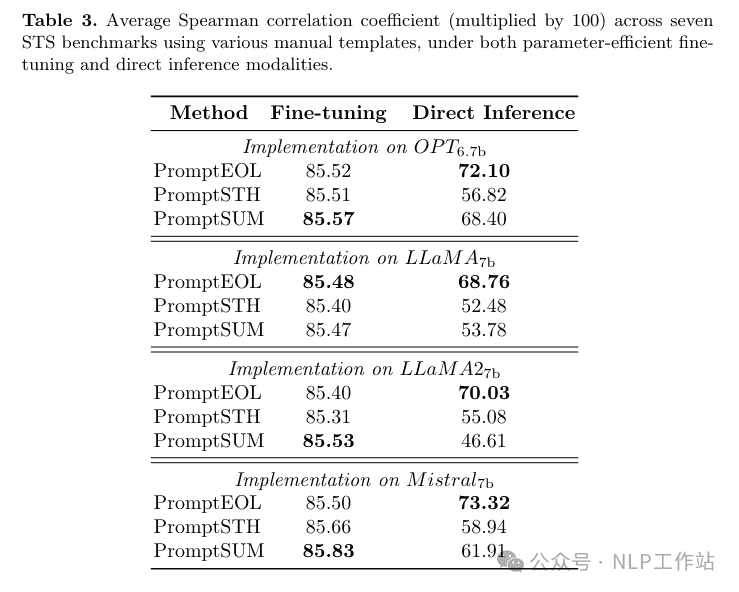 Table 3. Average Spearman correlation coefficient (multiplied by 100) across seven
STS benchmarks using various manual templates, under both parameter-efficient fine-
tuning and direct inference modalities.
Method Fine-tuning Direct Inference
Implementation on OPT6.7b
PromptEOL 85.52 72.10
PromptSTH 85.51 56.82
PromptSUM 85.57 68.40
Implementation on LLaMA7b
PromptEOL 85.48 68.76
PromptSTH 85.40 52.48
PromptSUM 85.47 53.78
Implementation on LLaMA27b
PromptEOL 85.40 70.03
PromptSTH 85.31 55.08
PromptSUM 85.53 46.61
Implementation on Mistral7b
PromptEOL 85.50 73.32
PromptSTH 85.66 58.94
PromptSUM 85.83 61.91
公众号 · NLP工作站